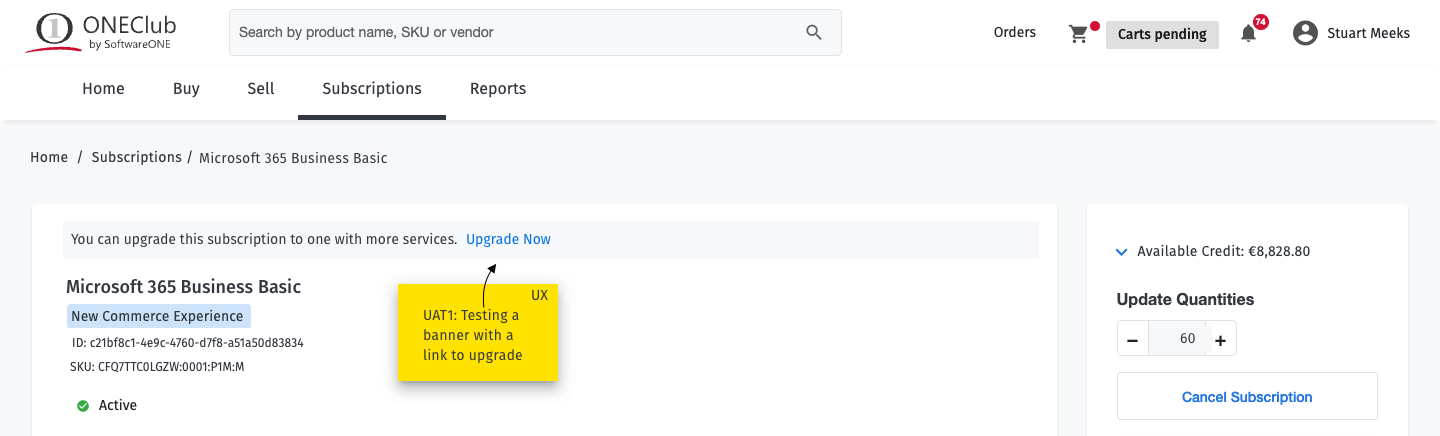 ONEClub
by SoftwareONE
Search by product name, SKU or vendor
Orders
Carts pending
74
Stuart Meeks
Home
Buy
Sell
Subscriptions
Reports
Home / Subscriptions / Microsoft 365 Business Basic
You can upgrade this subscription to one with more services. Upgrade Now
Microsoft 365 Business Basic
New Commerce Experience
ID: c21bf8c1-4e9c-4760-d7f8-a51a50d83834
SKU: CFQ7TTC0LGZW:0001:P1M:M
Active
UX
UAT1: Testing a
banner with a
link to upgrade
Available Credit: €8,828.80
Update Quantities
− 60 +
Cancel Subscription